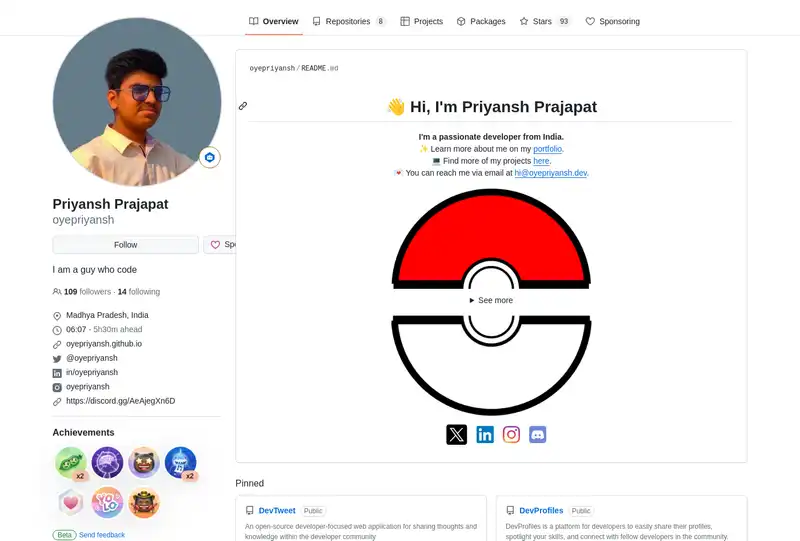 Overview
Repositories 8
Projects
Packages
Stars 93
Sponsoring
oyepriyansh / README.md
👋 Hi, I'm Priyansh Prajapat
I'm a passionate developer from India.
✨ Learn more about me on my portfolio.
💻 Find more of my projects here.
💌 You can reach me via email at hi@oyepriyansh.dev.
▶ See more
Priyansh Prajapat
oyepriyansh
Follow
Spo
I am a guy who code
109 followers · 14 following
Madhya Pradesh, India
06:07 - 5h30m ahead
oyepriyansh.github.io
@oyepriyansh
in/oyepriyansh
oyepriyansh
https://discord.gg/AeAjegXn6D
Achievements
x2
x2
YOLO
Beta Send feedback
Pinned
DevTweet Public
An open-source developer-focused web application for sharing thoughts and
knowledge within the developer community
DevProfiles Public
DevProfiles is a platform for developers to easily share their profiles,
spotlight your skills, and connect with fellow developers in the community.